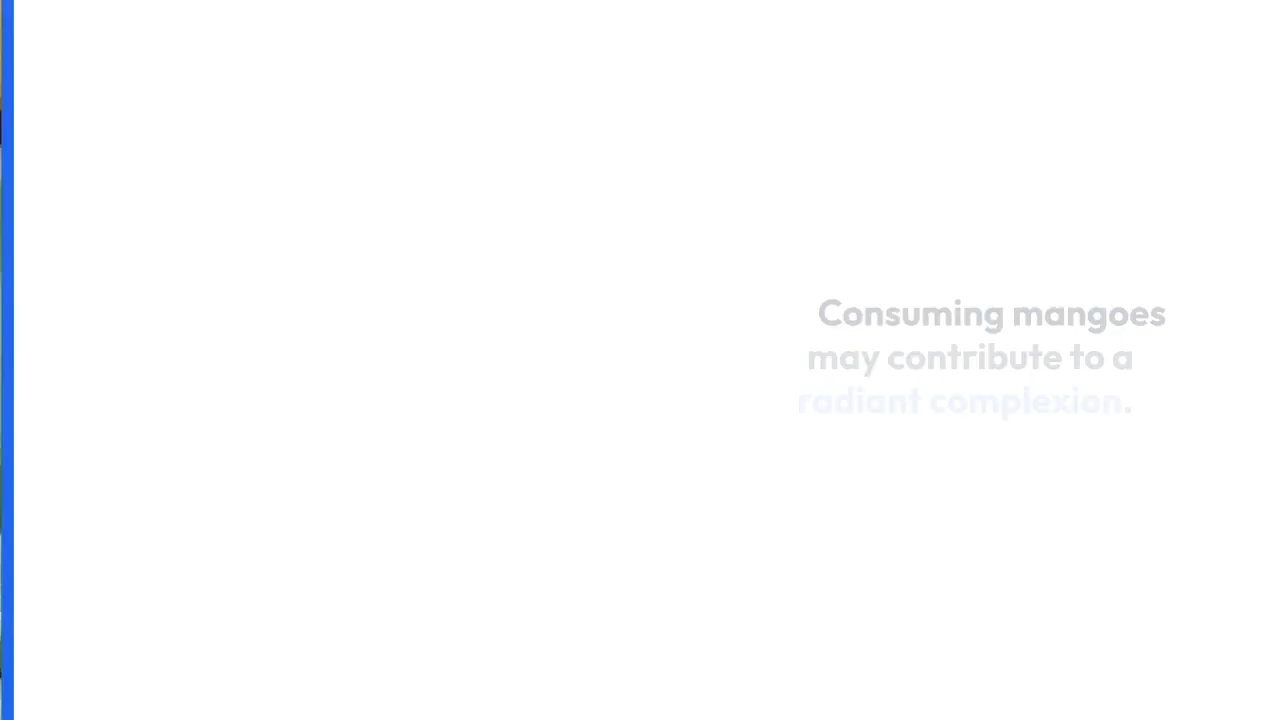 Consuming mangoes
may contribute to a
radiant complexion.